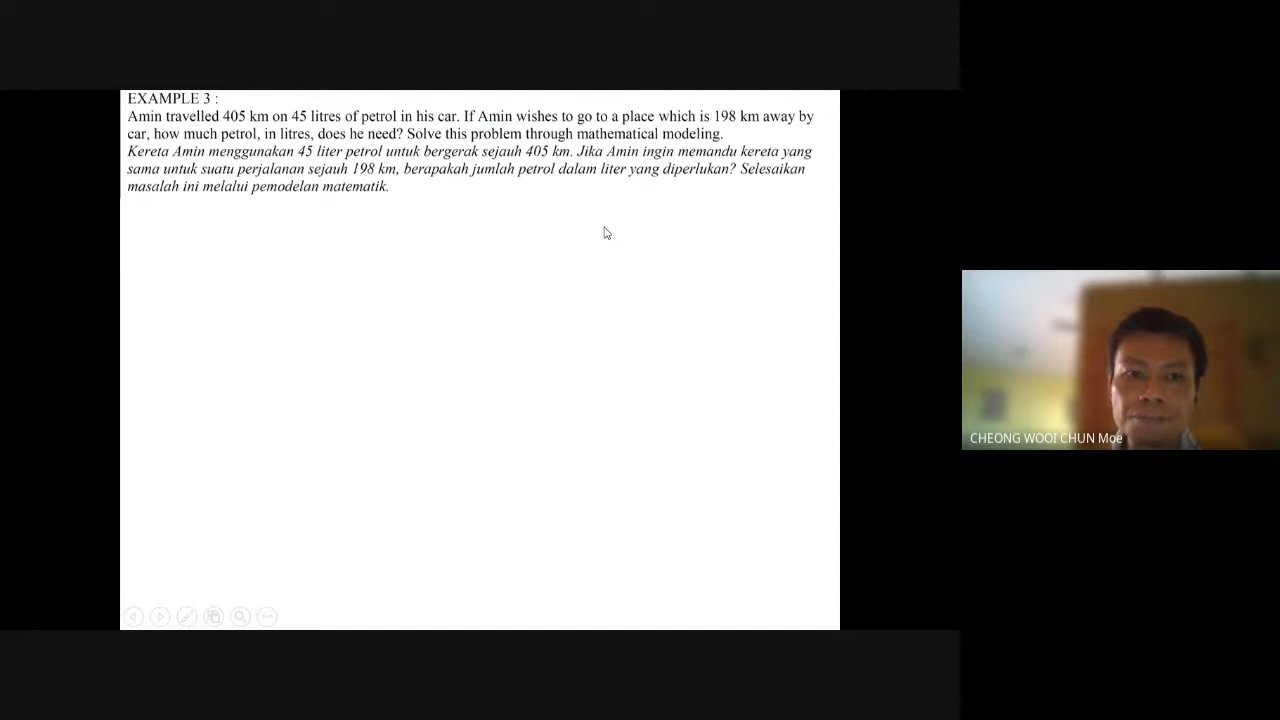 EXAMPLE 3 :
Amin travelled 405 km on 45 litres of petrol in his car. If Amin wishes to go to a place which is 198 km away by
car, how much petrol, in litres, does he need? Solve this problem through mathematical modeling.
Kereta Amin menggunakan 45 liter petrol untuk bergerak sejauh 405 km. Jika Amin ingin memandu kereta yang
sama untuk suatu perjalanan sejauh 198 km, berapakah jumlah petrol dalam liter yang diperlukan? Selesaikan
masalah ini melalui pemodelan matematik.
CHEONG WOOI CHUN Moe